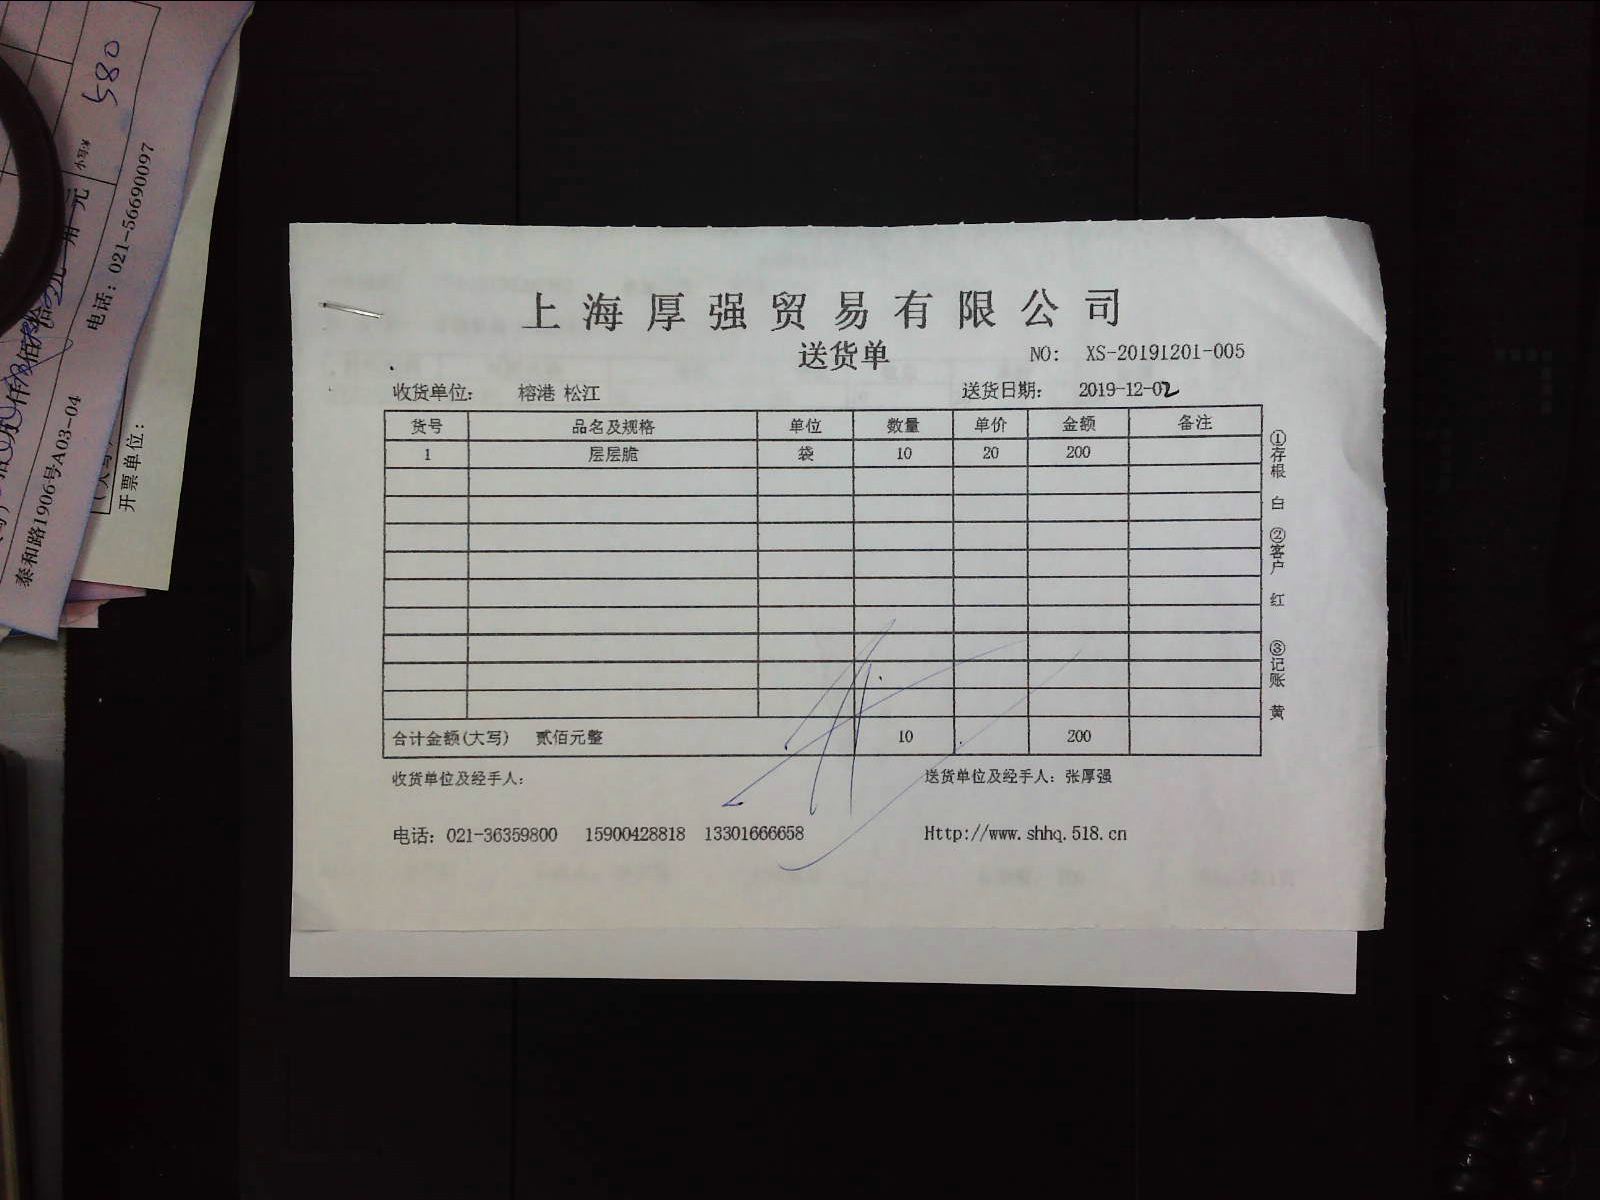 上海厚强贸易有限公司
送货单
NO: XS-20191201-005
收货单位: 榕港 松江 送货日期: 2019-12-02
货号 品名及规格 单位 数量 单价 金额 备注
1 层层脆 袋 10 20 200
合计金额(大写) 贰佰元整 10 200
收货单位及经手人: 送货单位及经手人: 张厚强
电话: 021-36359800 15900428818 13301666658 Http://www.shhq.518.cn
①存根 白 ②客户 红 ③记账 黄
580
小写¥
电话: 021-56690097
泰和路1906号A03-04
开票单位: